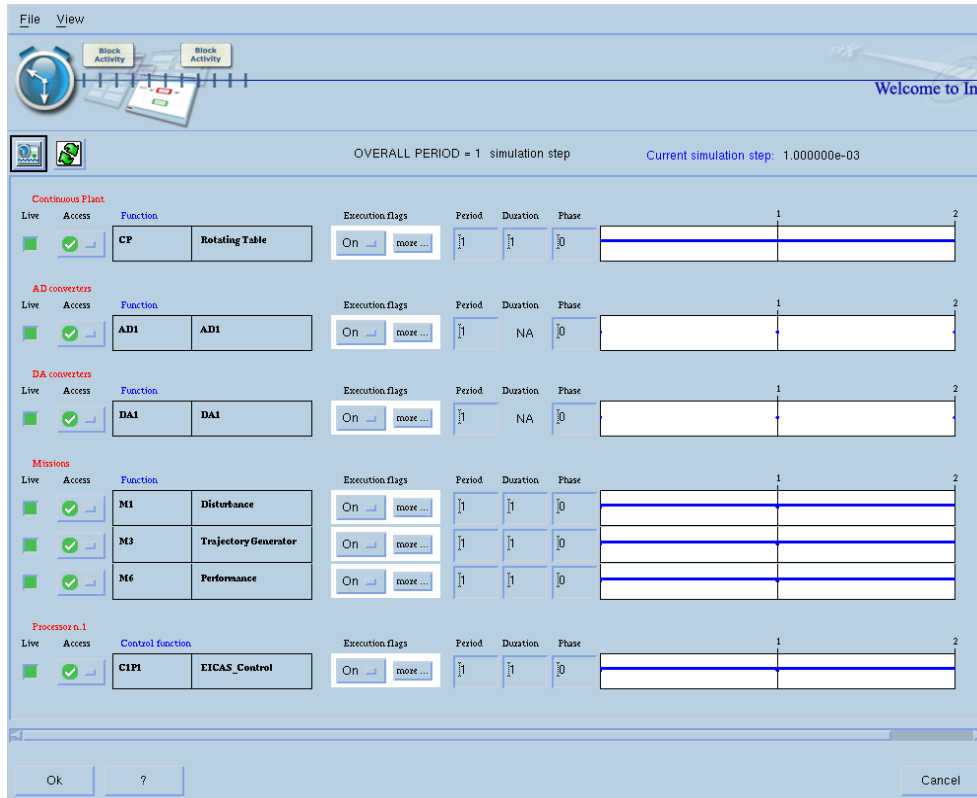 File View
Block Activity Block Activity
Welcome to In
OVERALL PERIOD = 1 simulation step Current simulation step: 1.000000e-03
Continuous Plant
Live Access Function Execution flags Period Duration Phase 1 2
CP Rotating Table On more ... 1 1 0
AD converters
Live Access Function Execution flags Period Duration Phase 1 2
AD1 AD1 On more ... 1 NA 0
DA converters
Live Access Function Execution flags Period Duration Phase 1 2
DA1 DA1 On more ... 1 NA 0
Missions
Live Access Function Execution flags Period Duration Phase 1 2
M1 Disturbance On more ... 1 1 0
M3 Trajectory Generator On more ... 1 1 0
M6 Performance On more ... 1 1 0
Processor n.1
Live Access Control function Execution flags Period Duration Phase 1 2
C1P1 EICAS_Control On more ... 1 1 0
Ok ? Cancel